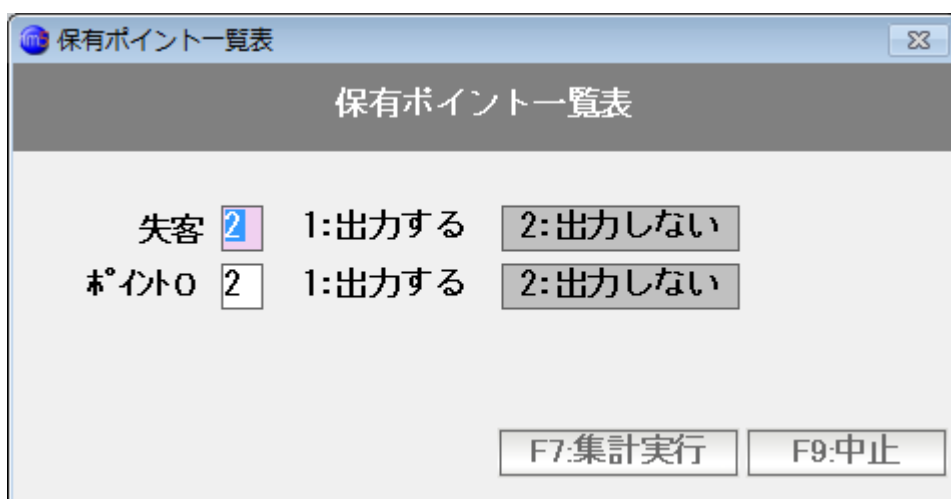 保有ポイント一覧表
保有ポイント一覧表
失客 2 1:出力する 2:出力しない
ﾎﾟｲﾝﾄ0 2 1:出力する 2:出力しない
F7:集計実行 F9:中止